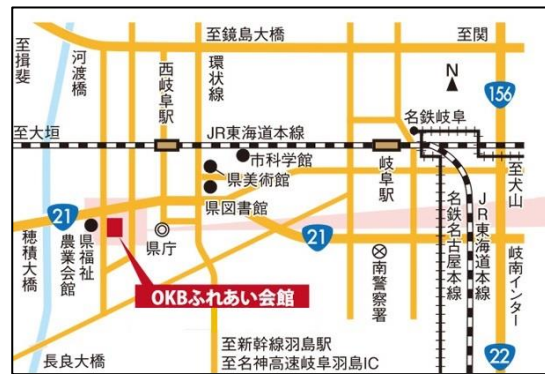 至鏡島大橋
至関
至揖斐
河渡橋
西岐阜駅
環状線
N
156
名鉄岐阜
至大垣
JR東海道本線
市科学館
県美術館
県図書館
岐阜駅
至犬山
21
県福祉
農業会館
穂積大橋
県庁
21
南警察署
名鉄名古屋本線
JR東海道本線
岐南インター
OKBふれあい会館
長良大橋
至新幹線羽島駅
至名神高速岐阜羽島IC
22